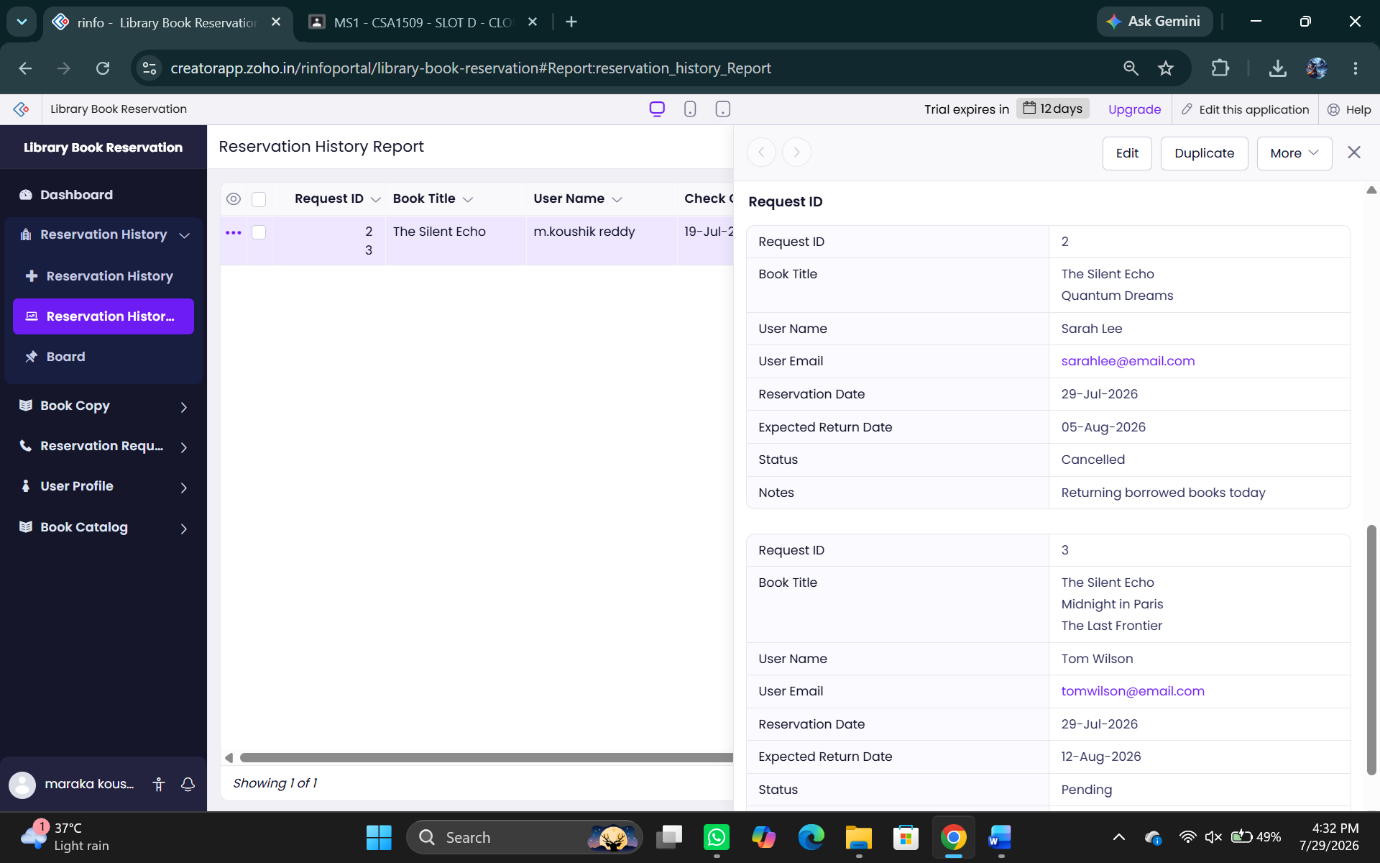 rinfo - Library Book Reservation
MS1 - CSA1509 - SLOT D - CLO
Ask Gemini
creatorapp.zoho.in/rinfoportal/library-book-reservation#Report:reservation_history_Report
Library Book Reservation
Trial expires in 12 days Upgrade Edit this application Help
Library Book Reservation
Dashboard
Reservation History
Reservation History
Reservation Histor...
Board
Book Copy
Reservation Requ...
User Profile
Book Catalog
maraka kous...
Reservation History Report
Request ID Book Title User Name Check
2 The Silent Echo m.koushik reddy 19-Jul-2
3
Showing 1 of 1
Edit Duplicate More
Request ID
Request ID 2
Book Title The Silent Echo
Quantum Dreams
User Name Sarah Lee
User Email sarahlee@email.com
Reservation Date 29-Jul-2026
Expected Return Date 05-Aug-2026
Status Cancelled
Notes Returning borrowed books today
Request ID 3
Book Title The Silent Echo
Midnight in Paris
The Last Frontier
User Name Tom Wilson
User Email tomwilson@email.com
Reservation Date 29-Jul-2026
Expected Return Date 12-Aug-2026
Status Pending
1
37°C
Light rain
Search
49%
4:32 PM
7/29/2026